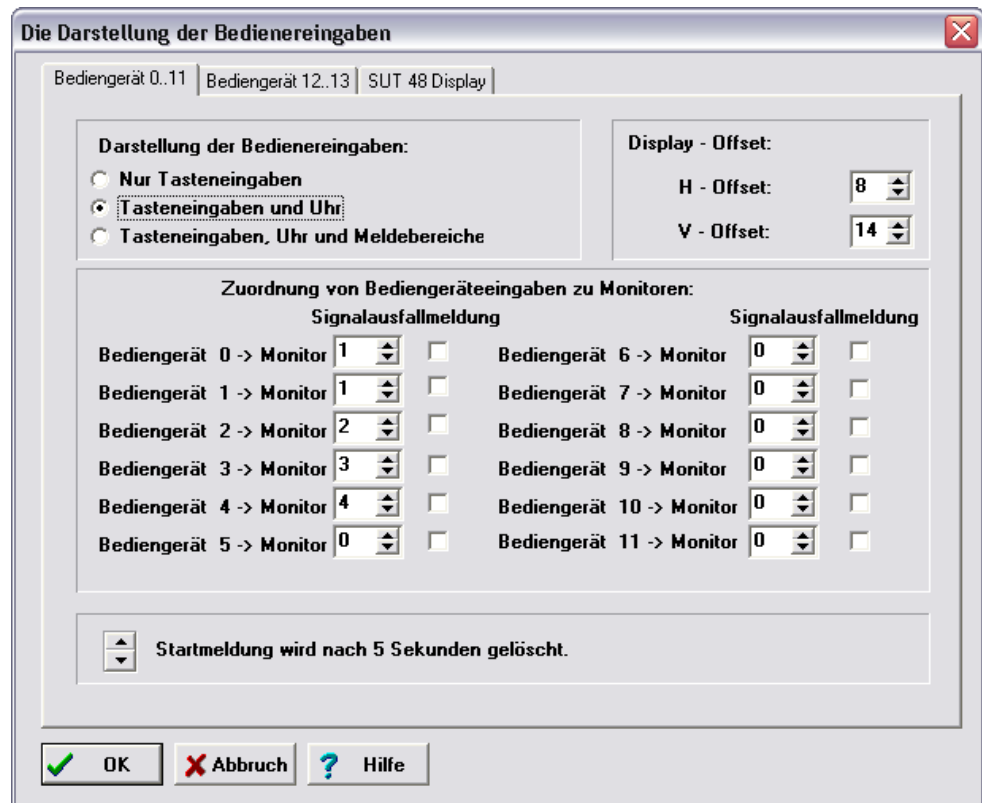 Die Darstellung der Bedienereingaben
Bediengerät 0..11
Bediengerät 12..13
SUT 48 Display
Darstellung der Bedienereingaben:
Nur Tasteneingaben
Tasteneingaben und Uhr
Tasteneingaben, Uhr und Meldebereiche
Display - Offset:
H - Offset: 8
V - Offset: 14
Zuordnung von Bediengeräteeingaben zu Monitoren:
Signalausfallmeldung
Bediengerät 0 -> Monitor 1
Bediengerät 1 -> Monitor 1
Bediengerät 2 -> Monitor 2
Bediengerät 3 -> Monitor 3
Bediengerät 4 -> Monitor 4
Bediengerät 5 -> Monitor 0
Signalausfallmeldung
Bediengerät 6 -> Monitor 0
Bediengerät 7 -> Monitor 0
Bediengerät 8 -> Monitor 0
Bediengerät 9 -> Monitor 0
Bediengerät 10 -> Monitor 0
Bediengerät 11 -> Monitor 0
Startmeldung wird nach 5 Sekunden gelöscht.
OK
Abbruch
? Hilfe